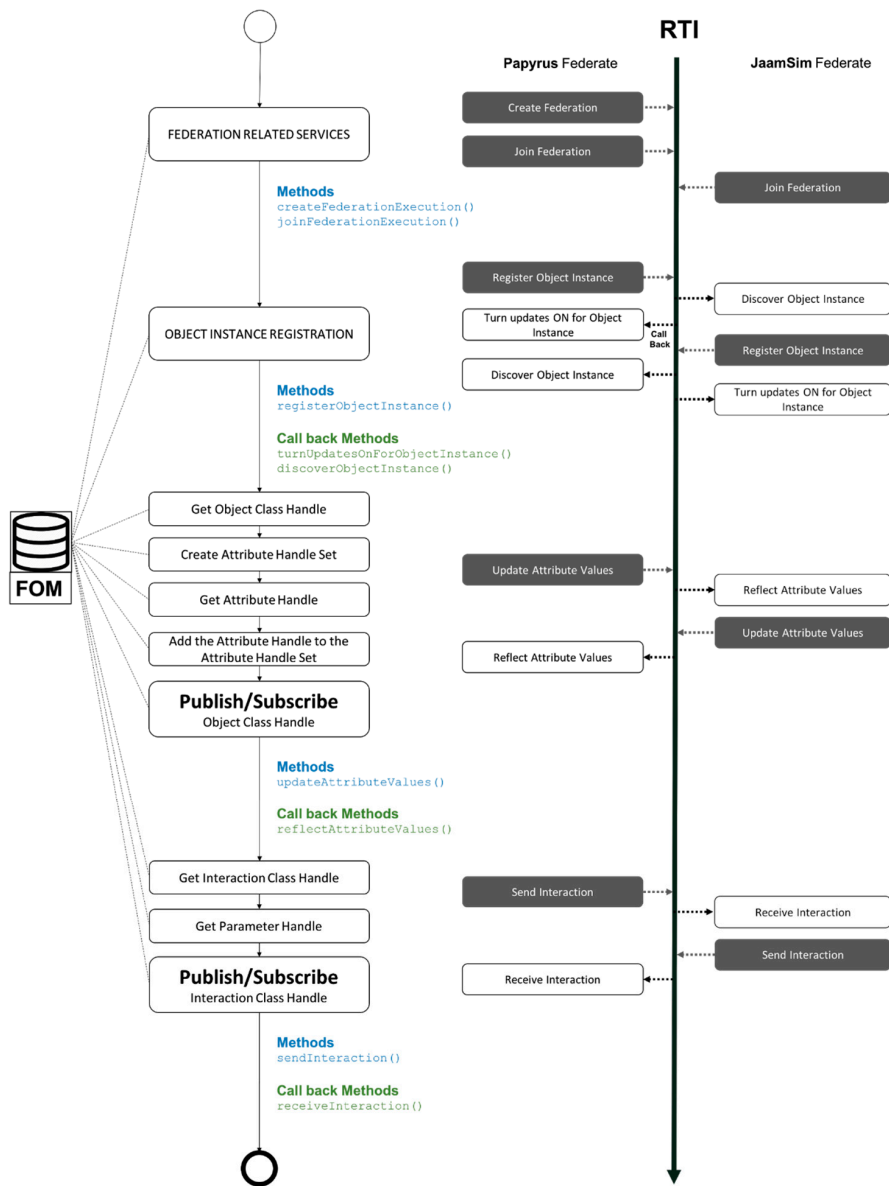 RTI
Papyrus Federate
JaamSim Federate
FEDERATION RELATED SERVICES
Methods
createFederationExecution()
joinFederationExecution()
OBJECT INSTANCE REGISTRATION
Methods
registerObjectInstance()
Call back Methods
turnUpdatesOnForObjectInstance()
discoverObjectInstance()
FOM
Get Object Class Handle
Create Attribute Handle Set
Get Attribute Handle
Add the Attribute Handle to the
Attribute Handle Set
Publish/Subscribe
Object Class Handle
Methods
updateAttributeValues()
Call back Methods
reflectAttributeValues()
Get Interaction Class Handle
Get Parameter Handle
Publish/Subscribe
Interaction Class Handle
Methods
sendInteraction()
Call back Methods
receiveInteraction()
Create Federation
Join Federation
Join Federation
Register Object Instance
Discover Object Instance
Turn updates ON for Object
Instance
Call
Back
Register Object Instance
Discover Object Instance
Turn updates ON for Object
Instance
Update Attribute Values
Reflect Attribute Values
Update Attribute Values
Reflect Attribute Values
Send Interaction
Receive Interaction
Send Interaction
Receive Interaction